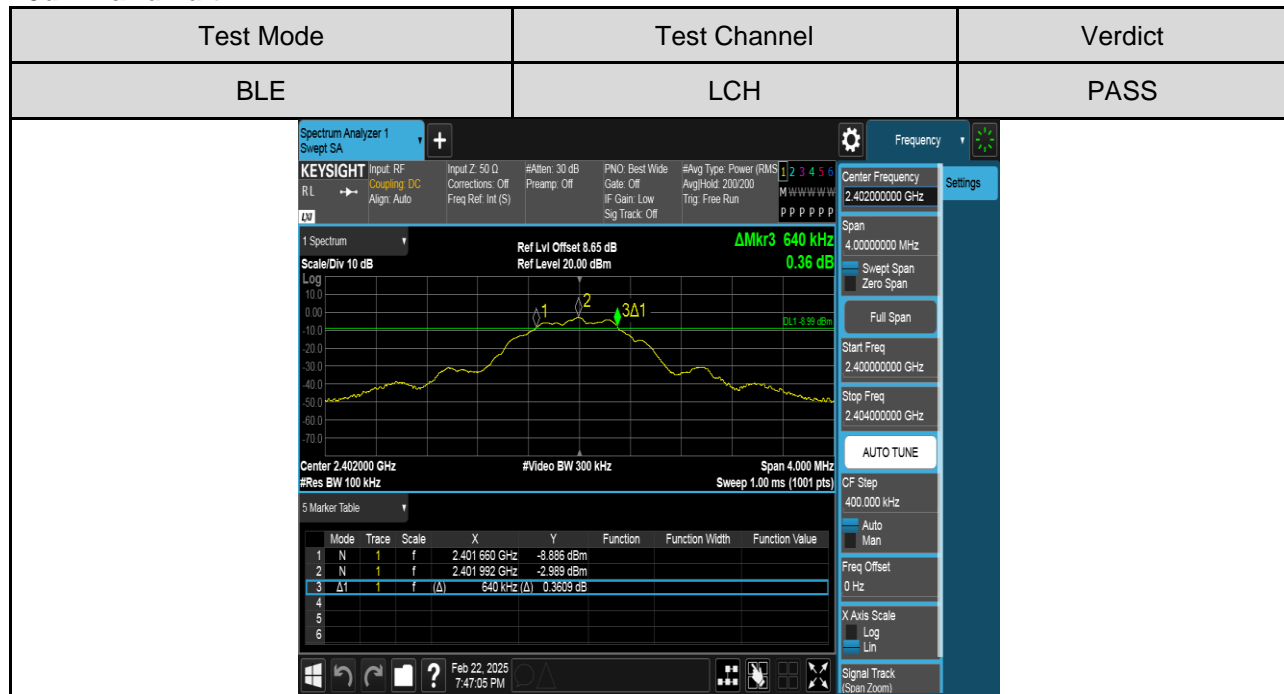 Test Mode Test Channel Verdict
BLE LCH PASS
Spectrum Analyzer 1
Swept SA
+
Frequency
KEYSIGHT
RL
LXI
Input: RF
Coupling: DC
Align: Auto
Input Z: 50 Ω
Corrections: Off
Freq Ref: Int (S)
#Atten: 30 dB
Preamp: Off
PNO: Best Wide
Gate: Off
IF Gain: Low
Sig Track: Off
#Avg Type: Power (RMS
Avg|Hold: 200/200
Trig: Free Run
1 2 3 4 5 6
M W W W W W
P P P P P P
1 Spectrum
Scale/Div 10 dB
Ref Lvl Offset 8.65 dB
Ref Level 20.00 dBm
ΔMkr3 640 kHz
0.36 dB
Log
10.0
0.00
-10.0
-20.0
-30.0
-40.0
-50.0
-60.0
-70.0
1
2
3Δ1
DL1 -8.99 dBm
Center 2.402000 GHz #Video BW 300 kHz Span 4.000 MHz
#Res BW 100 kHz Sweep 1.00 ms (1001 pts)
5 Marker Table
Mode Trace Scale X Y Function Function Width Function Value
1 N 1 f 2.401 660 GHz -8.886 dBm
2 N 1 f 2.401 992 GHz -2.989 dBm
3 Δ1 1 f (Δ) 640 kHz (Δ) 0.3609 dB
4
5
6
?
Feb 22, 2025
7:47:05 PM
Center Frequency
2.402000000 GHz
Settings
Span
4.00000000 MHz
Swept Span
Zero Span
Full Span
Start Freq
2.400000000 GHz
Stop Freq
2.404000000 GHz
AUTO TUNE
CF Step
400.000 kHz
Auto
Man
Freq Offset
0 Hz
X Axis Scale
Log
Lin
Signal Track
(Span Zoom)